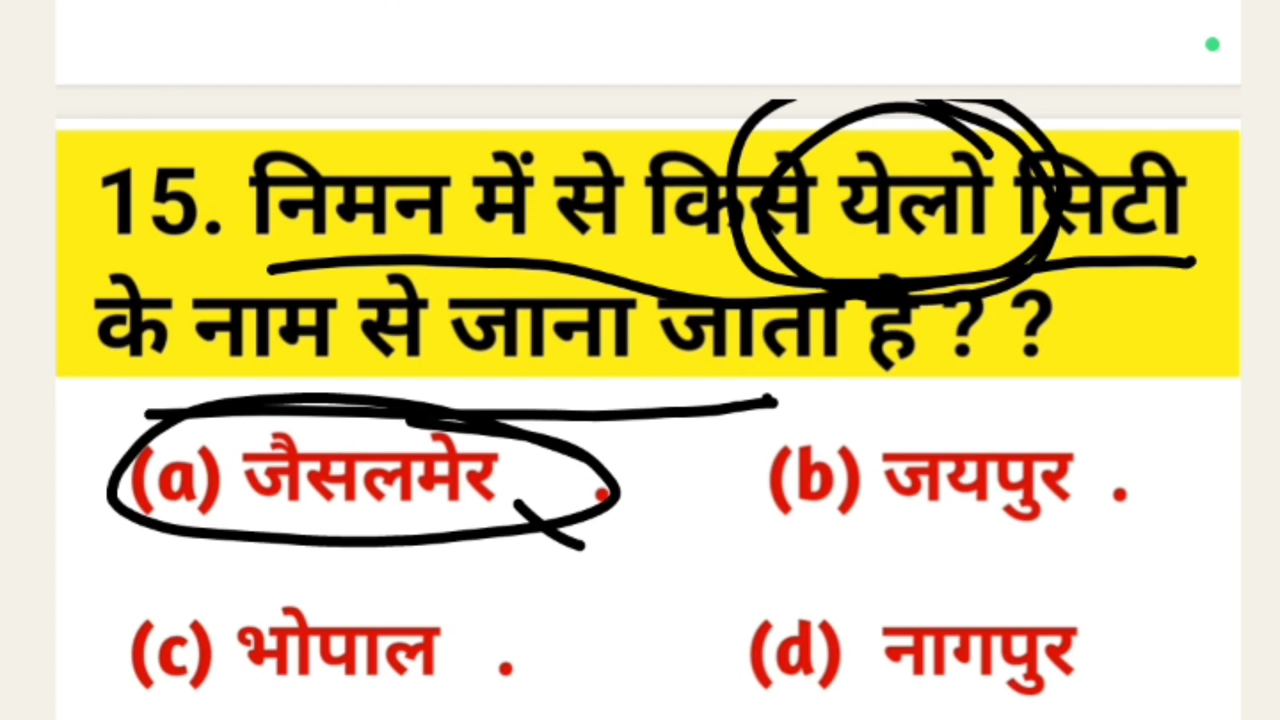 15. निमन में से किसे येलो सिटी
के नाम से जाना जाता है ? ?
(a) जैसलमेर . (b) जयपुर .
(c) भोपाल . (d) नागपुर